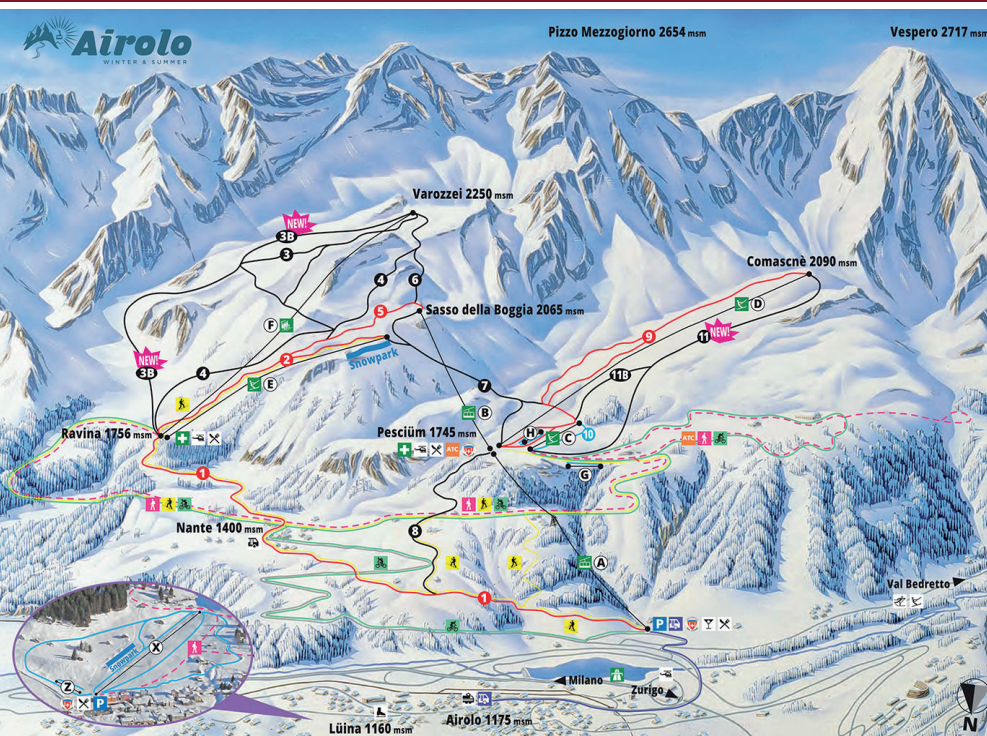 Airolo
WINTER & SUMMER
Pizzo Mezzogiorno 2654 msm
Vespero 2717 msm
Varozzei 2250 msm
NEW!
3B
3
Comascnè 2090 msm
4
6
D
5
Sasso della Boggia 2065 msm
F
9
NEW!
11
2
Snowpark
NEW!
3B
4
E
7
11B
B
Ravina 1756 msm
Pesciüm 1745 msm
ATC
H
C
10
ATC
1
G
Nante 1400 msm
8
A
Val Bedretto
1
P
X
Snowpark
Z
P
Milano
Zurigo
Lüina 1160 msm
Airolo 1175 msm
N